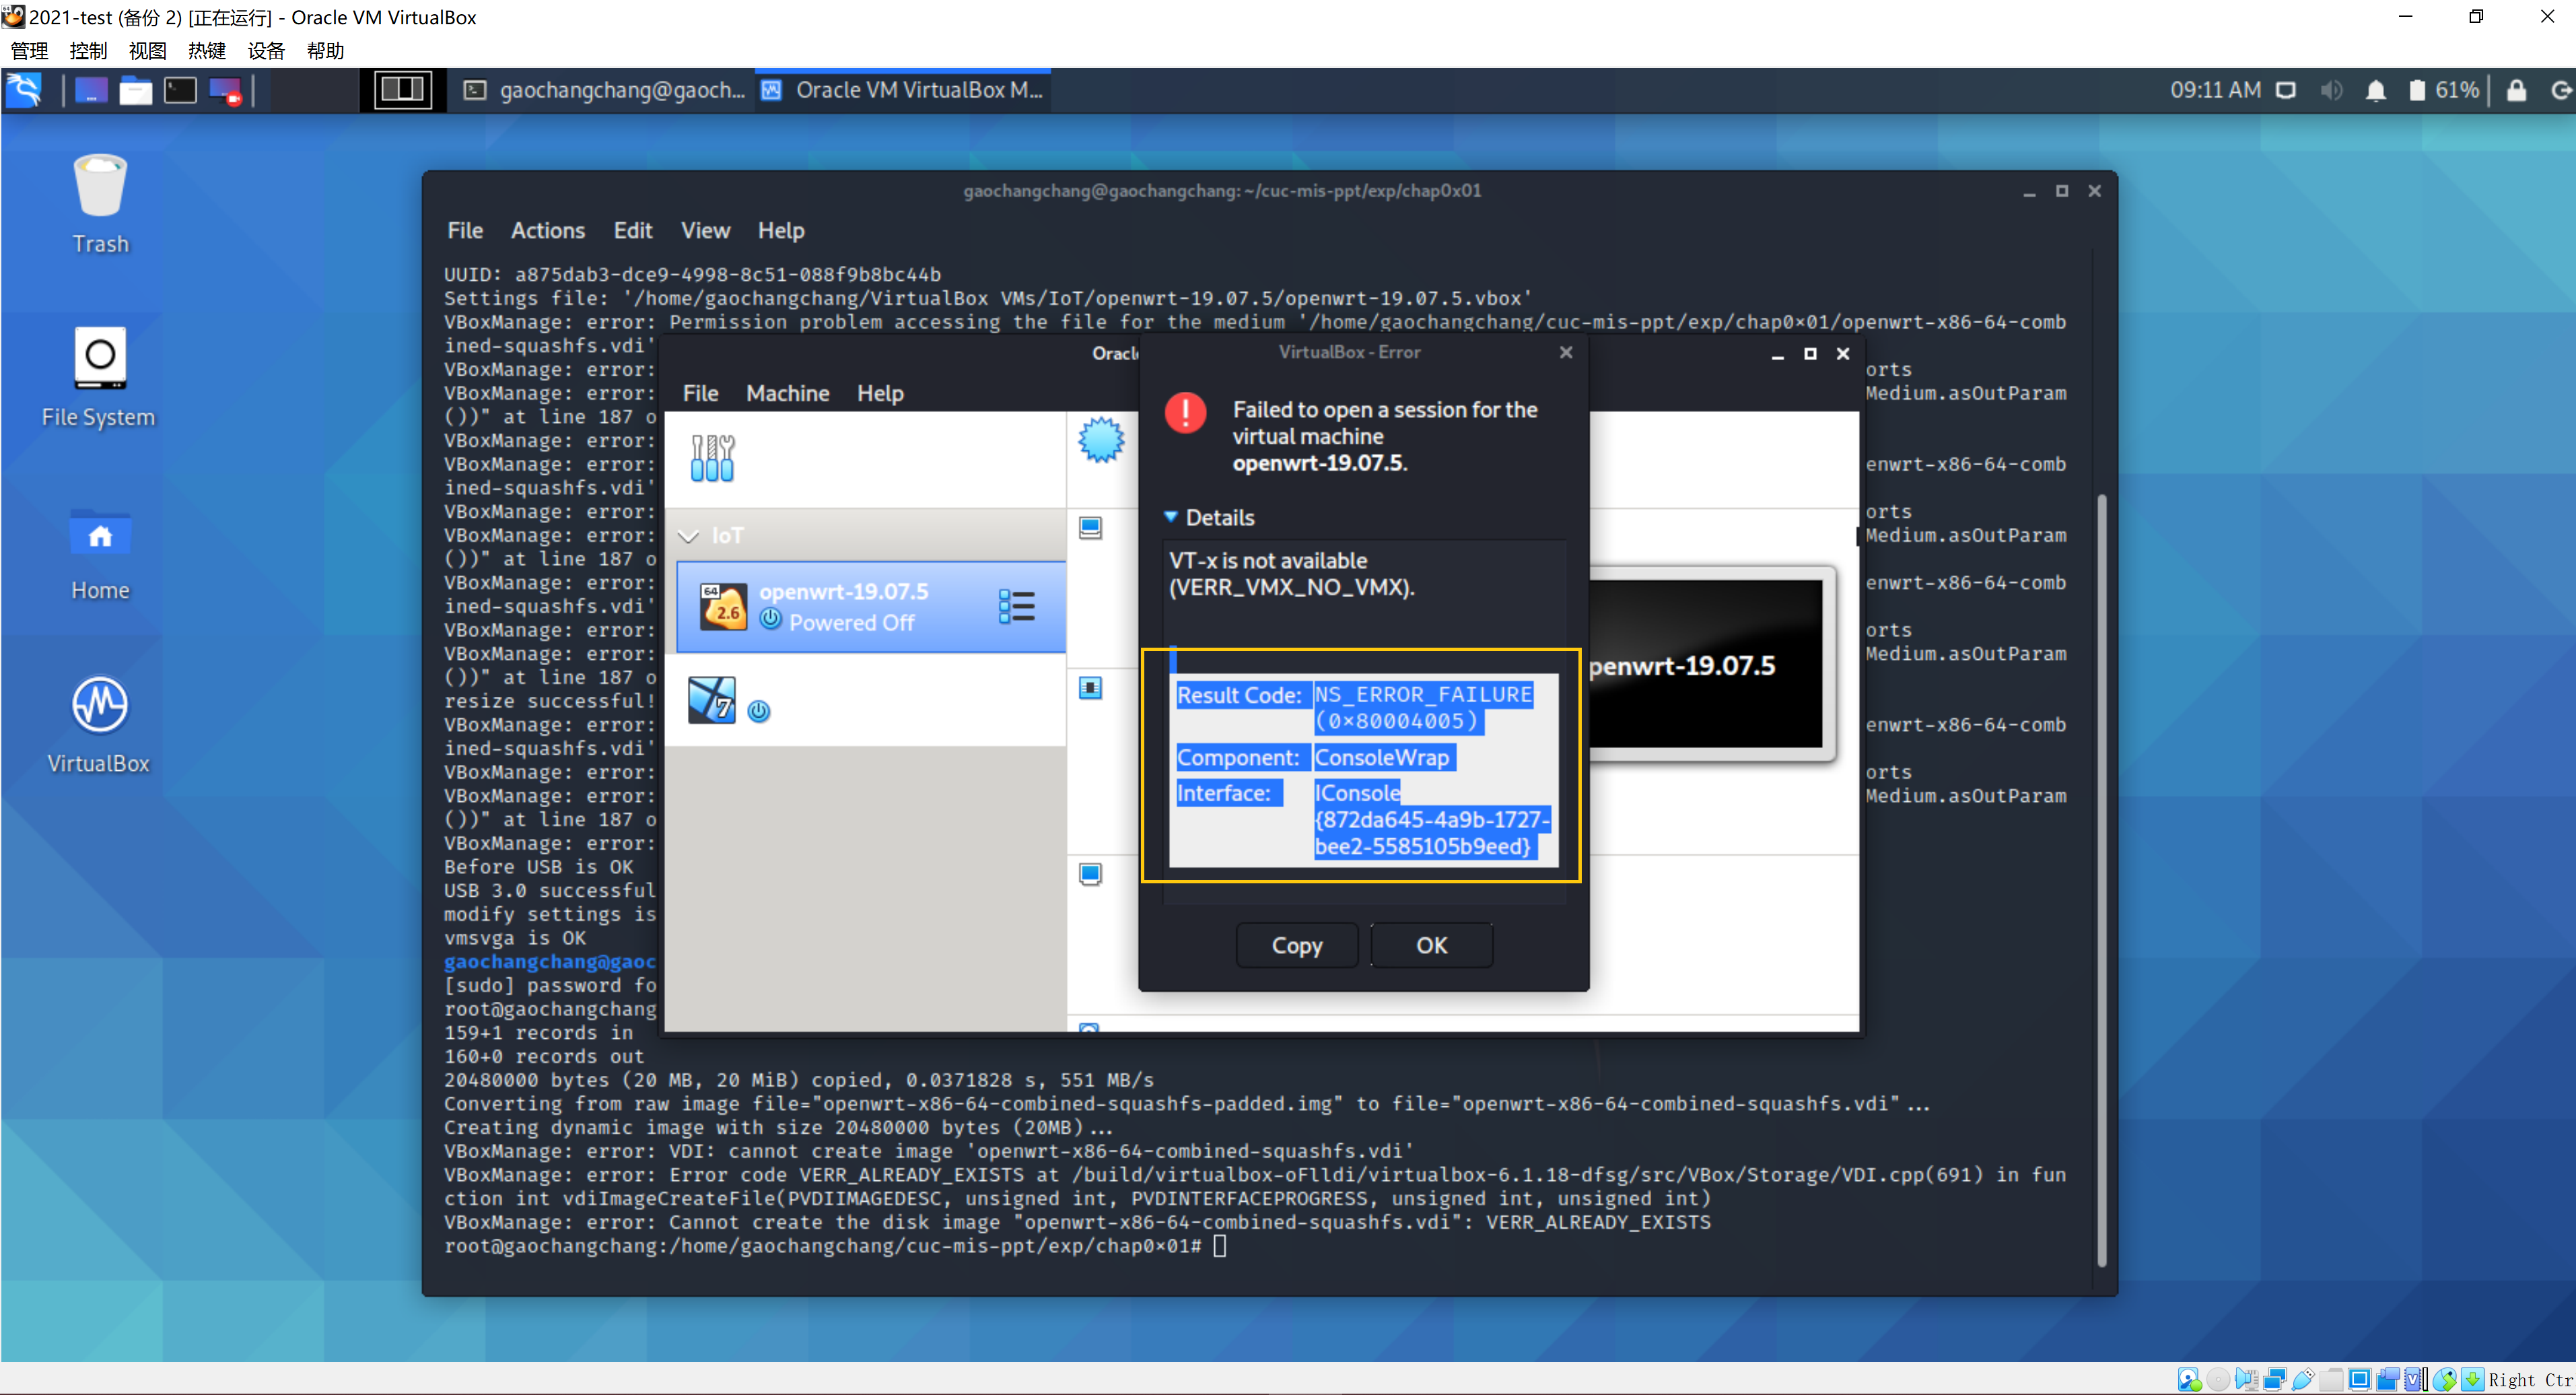 2021-test (备份 2) [正在运行] - Oracle VM VirtualBox
管理 控制 视图 热键 设备 帮助
gaochangchang@gaoch... Oracle VM VirtualBox M... 09:11 AM 61%
Trash
File System
Home
VirtualBox
gaochangchang@gaochangchang: ~/cuc-mis-ppt/exp/chap0x01
File Actions Edit View Help
UUID: a875dab3-dce9-4998-8c51-088f9b8bc44b
Settings file: '/home/gaochangchang/VirtualBox VMs/IoT/openwrt-19.07.5/openwrt-19.07.5.vbox'
VBoxManage: error: Permission problem accessing the file for the medium '/home/gaochangchang/cuc-mis-ppt/exp/chap0×01/openwrt-x86-64-comb
ined-squashfs.vdi'
VBoxManage: error: orts
VBoxManage: error: Medium.asOutParam
())" at line 187 o
VBoxManage: error:
VBoxManage: error: enwrt-x86-64-comb
ined-squashfs.vdi'
VBoxManage: error: orts
VBoxManage: error: Medium.asOutParam
())" at line 187 o
VBoxManage: error: enwrt-x86-64-comb
ined-squashfs.vdi'
VBoxManage: error: orts
VBoxManage: error: Medium.asOutParam
())" at line 187 o
resize successful!
VBoxManage: error: enwrt-x86-64-comb
ined-squashfs.vdi'
VBoxManage: error: orts
VBoxManage: error: Medium.asOutParam
())" at line 187 o
VBoxManage: error:
Before USB is OK
USB 3.0 successful
modify settings is
vmsvga is OK
gaochangchang@gaoc
[sudo] password fo
root@gaochangchang
159+1 records in
160+0 records out
20480000 bytes (20 MB, 20 MiB) copied, 0.0371828 s, 551 MB/s
Converting from raw image file="openwrt-x86-64-combined-squashfs-padded.img" to file="openwrt-x86-64-combined-squashfs.vdi"...
Creating dynamic image with size 20480000 bytes (20MB)...
VBoxManage: error: VDI: cannot create image 'openwrt-x86-64-combined-squashfs.vdi'
VBoxManage: error: Error code VERR_ALREADY_EXISTS at /build/virtualbox-oFlldi/virtualbox-6.1.18-dfsg/src/VBox/Storage/VDI.cpp(691) in fun
ction int vdiImageCreateFile(PVDIIMAGEDESC, unsigned int, PVDINTERFACEPROGRESS, unsigned int, unsigned int)
VBoxManage: error: Cannot create the disk image "openwrt-x86-64-combined-squashfs.vdi": VERR_ALREADY_EXISTS
root@gaochangchang:/home/gaochangchang/cuc-mis-ppt/exp/chap0×01#
Oracl
File Machine Help
IoT
64
2.6
openwrt-19.07.5
Powered Off
7
penwrt-19.07.5
VirtualBox - Error
Failed to open a session for the
virtual machine
openwrt-19.07.5.
Details
VT-x is not available
(VERR_VMX_NO_VMX).
Result Code: NS_ERROR_FAILURE
(0×80004005)
Component: ConsoleWrap
Interface: IConsole
{872da645-4a9b-1727-
bee2-5585105b9eed}
Copy OK
Right Ctr